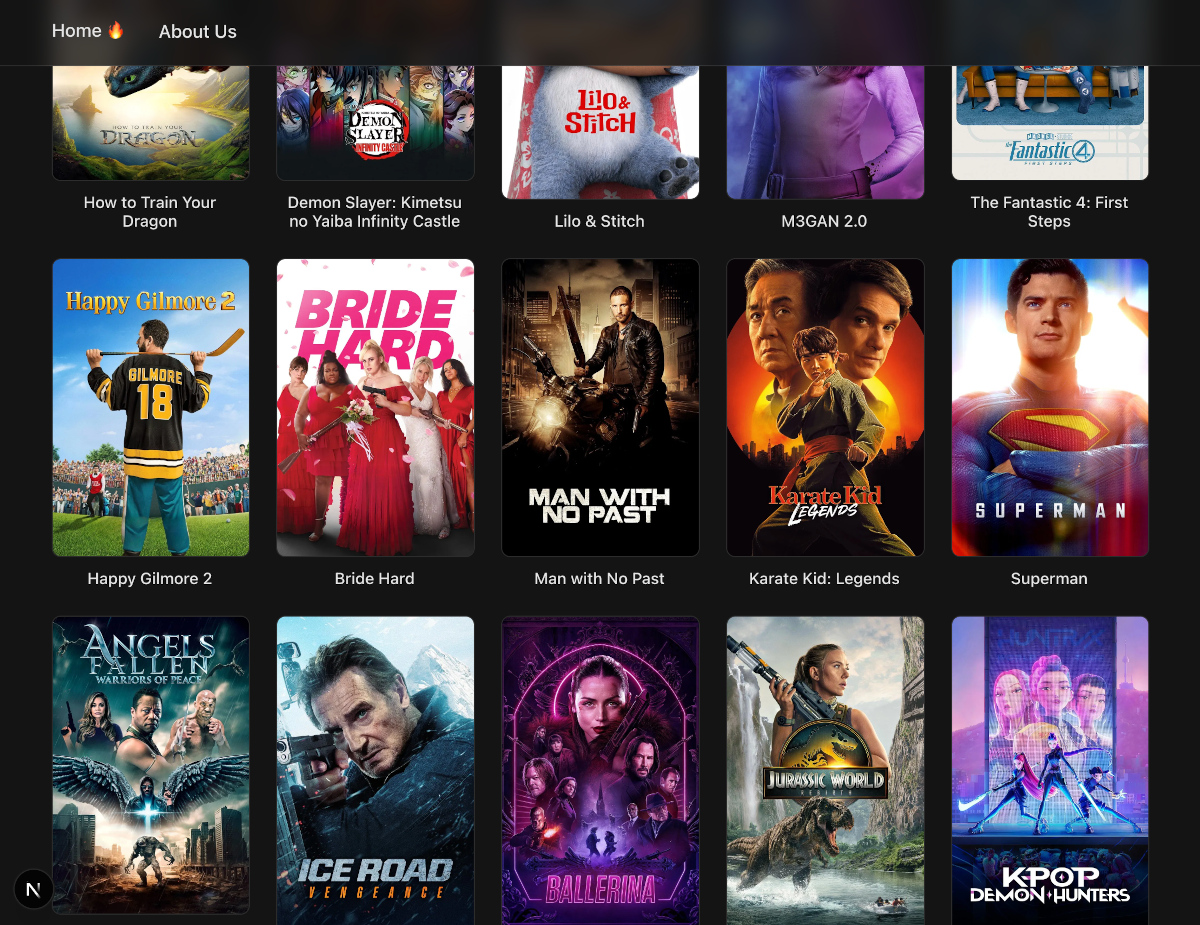 Home 🔥 About Us
HOW TO TRAIN YOUR
DRAGON
DEMON
SLAYER
INFINITY CASTLE
LiLO &
STiTCH
the Fantastic 4
FIRST STEPS
How to Train Your
Dragon
Demon Slayer: Kimetsu
no Yaiba Infinity Castle
Lilo & Stitch
M3GAN 2.0
The Fantastic 4: First
Steps
Happy Gilmore 2
GILMORE
18
BRIDE
HARD
MAN WITH
NO PAST
Karate Kid
LEGENDS
SUPERMAN
Happy Gilmore 2
Bride Hard
Man with No Past
Karate Kid: Legends
Superman
ANGELS
FALLEN
WARRIORS OF PEACE
ICE ROAD
VENGEANCE
BALLERINA
JURASSIC WORLD
REBIRTH
KPOP
DEMON HUNTERS
N